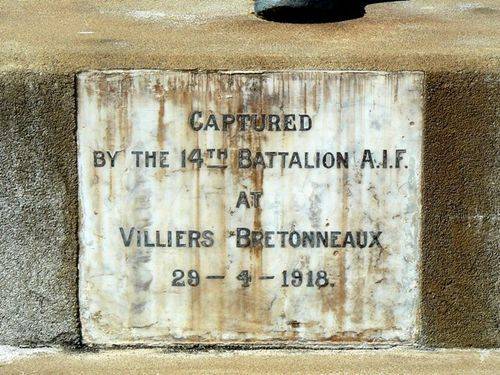 CAPTURED
BY THE 14TH BATTALION A.I.F.
AT
VILLIERS BRETONNEAUX
29-4-1918.